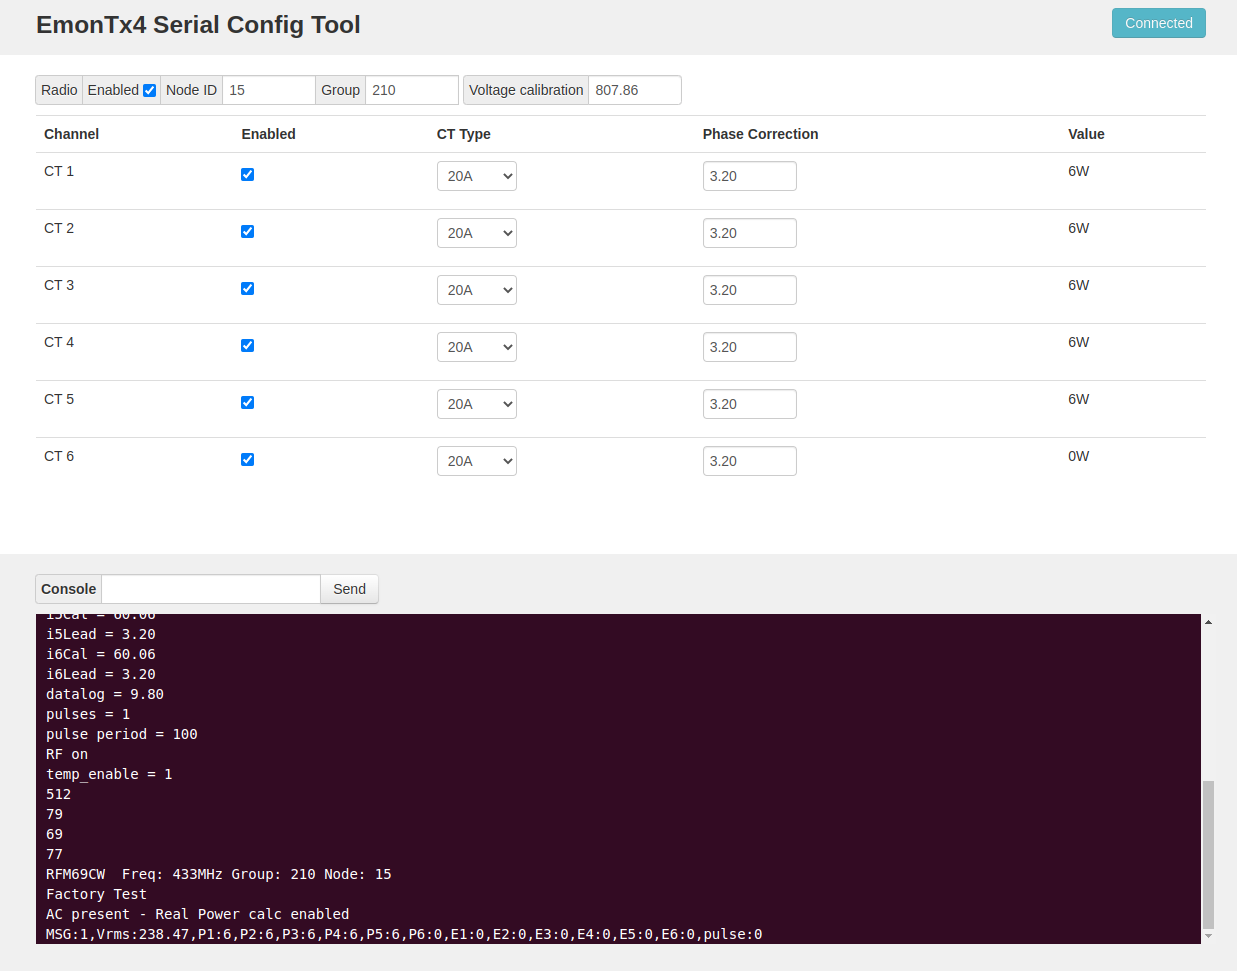 EmonTx4 Serial Config Tool Connected
Radio Enabled Node ID 15 Group 210 Voltage calibration 807.86
Channel Enabled CT Type Phase Correction Value
CT 1 20A 3.20 6W
CT 2 20A 3.20 6W
CT 3 20A 3.20 6W
CT 4 20A 3.20 6W
CT 5 20A 3.20 6W
CT 6 20A 3.20 0W
Console Send
i5Cal = 60.06
i5Lead = 3.20
i6Cal = 60.06
i6Lead = 3.20
datalog = 9.80
pulses = 1
pulse period = 100
RF on
temp_enable = 1
512
79
69
77
RFM69CW  Freq: 433MHz Group: 210 Node: 15
Factory Test
AC present - Real Power calc enabled
MSG:1,Vrms:238.47,P1:6,P2:6,P3:6,P4:6,P5:6,P6:0,E1:0,E2:0,E3:0,E4:0,E5:0,E6:0,pulse:0